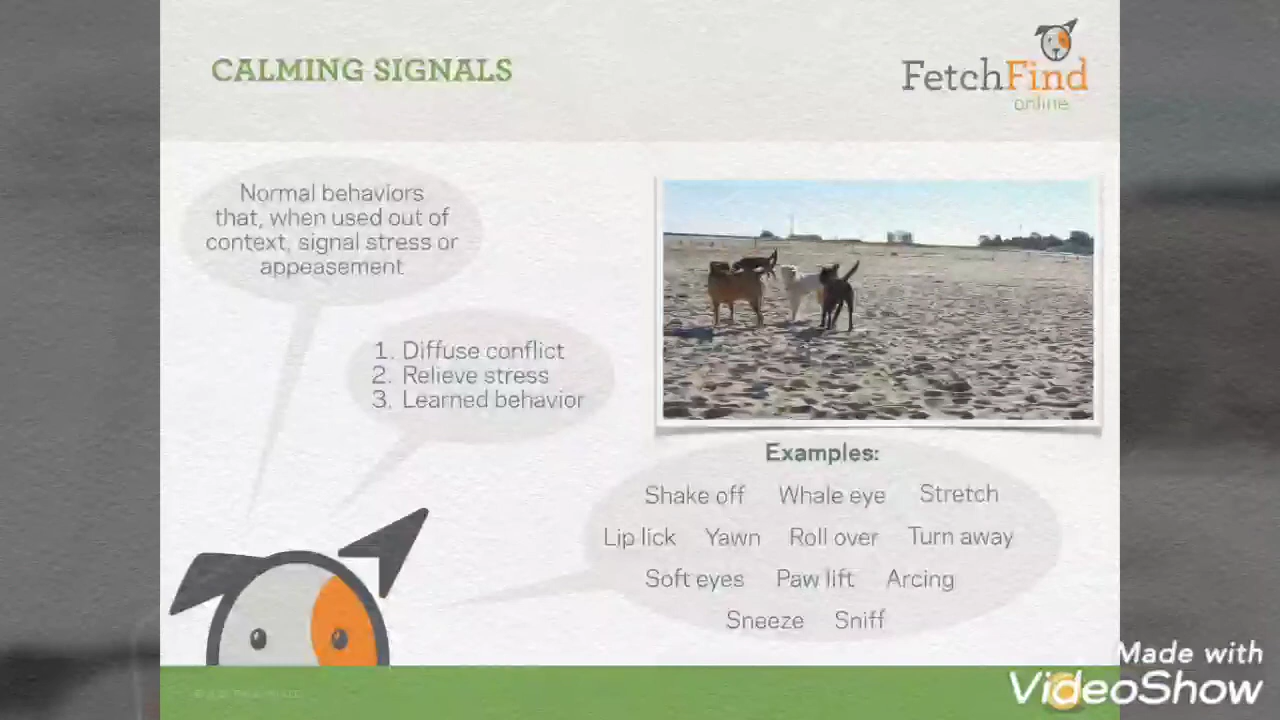 CALMING SIGNALS
FetchFind
online
Normal behaviors
that, when used out of
context, signal stress or
appeasement
1. Diffuse conflict
2. Relieve stress
3. Learned behavior
Examples:
Shake off Whale eye Stretch
Lip lick Yawn Roll over Turn away
Soft eyes Paw lift Arcing
Sneeze Sniff
Made with
VideoShow